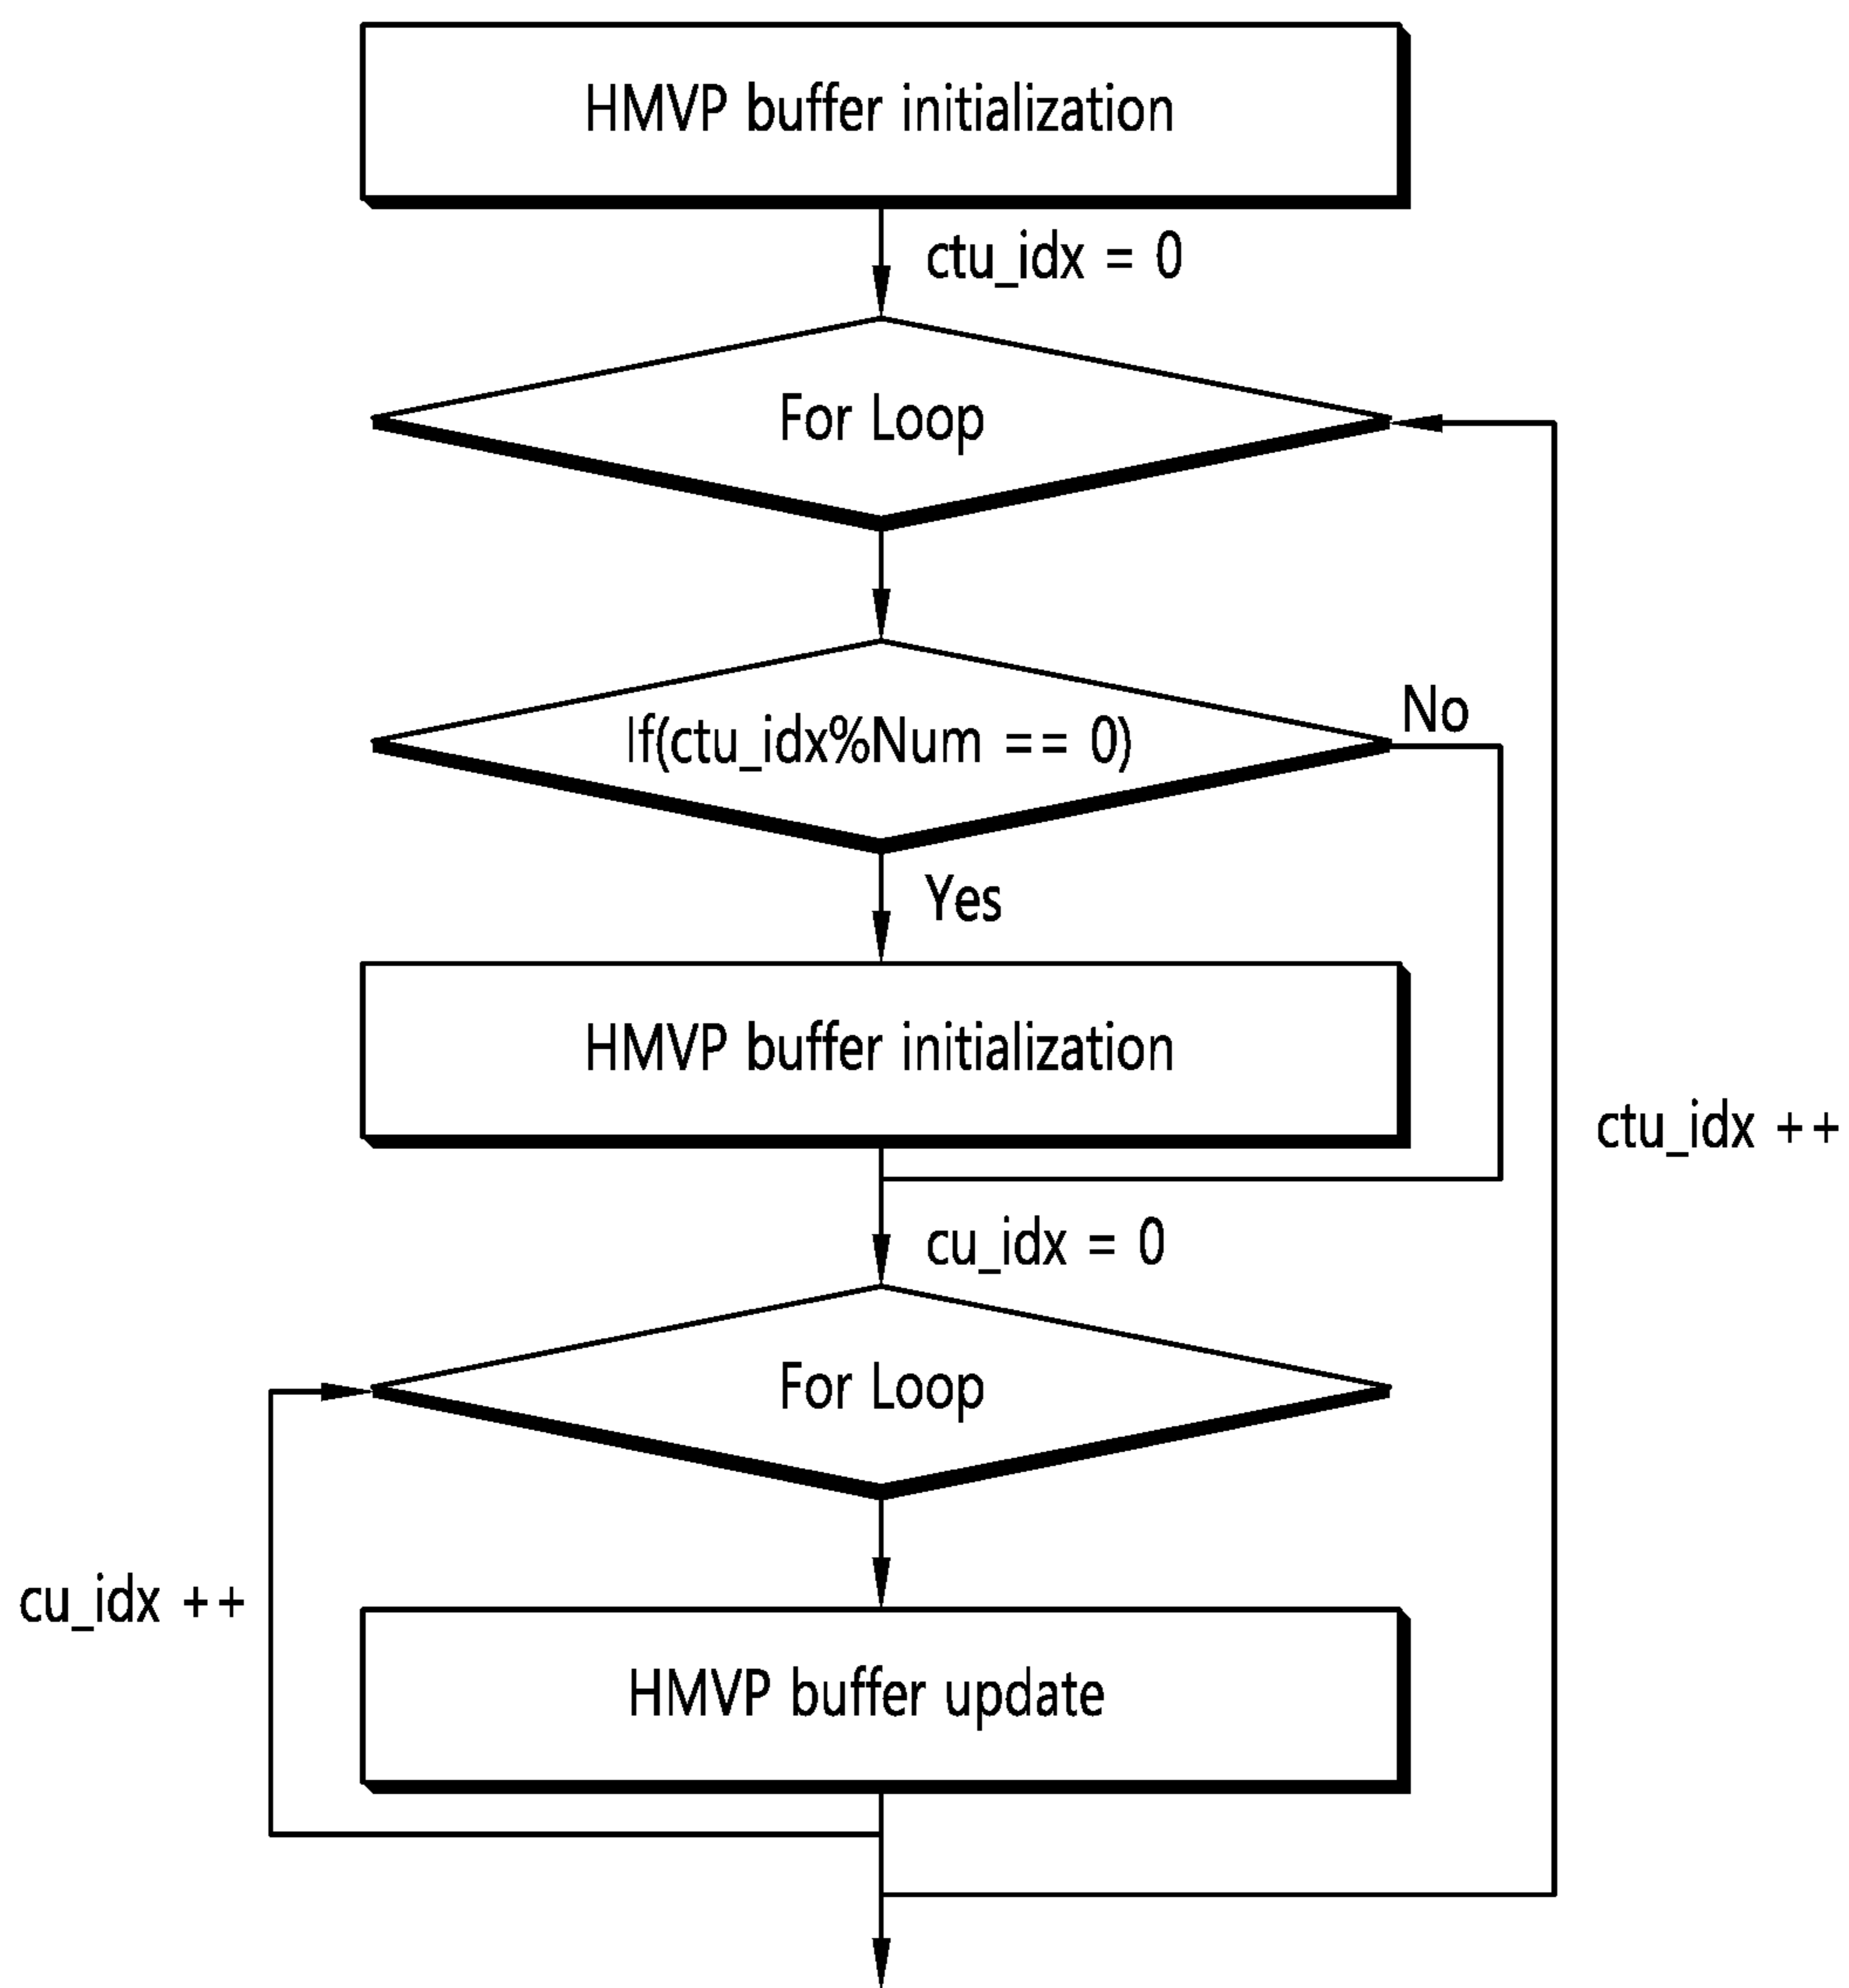 HMVP buffer initialization
ctu_idx = 0
For Loop
If(ctu_idx%Num == 0)
No
Yes
HMVP buffer initialization
ctu_idx ++
cu_idx = 0
For Loop
cu_idx ++
HMVP buffer update